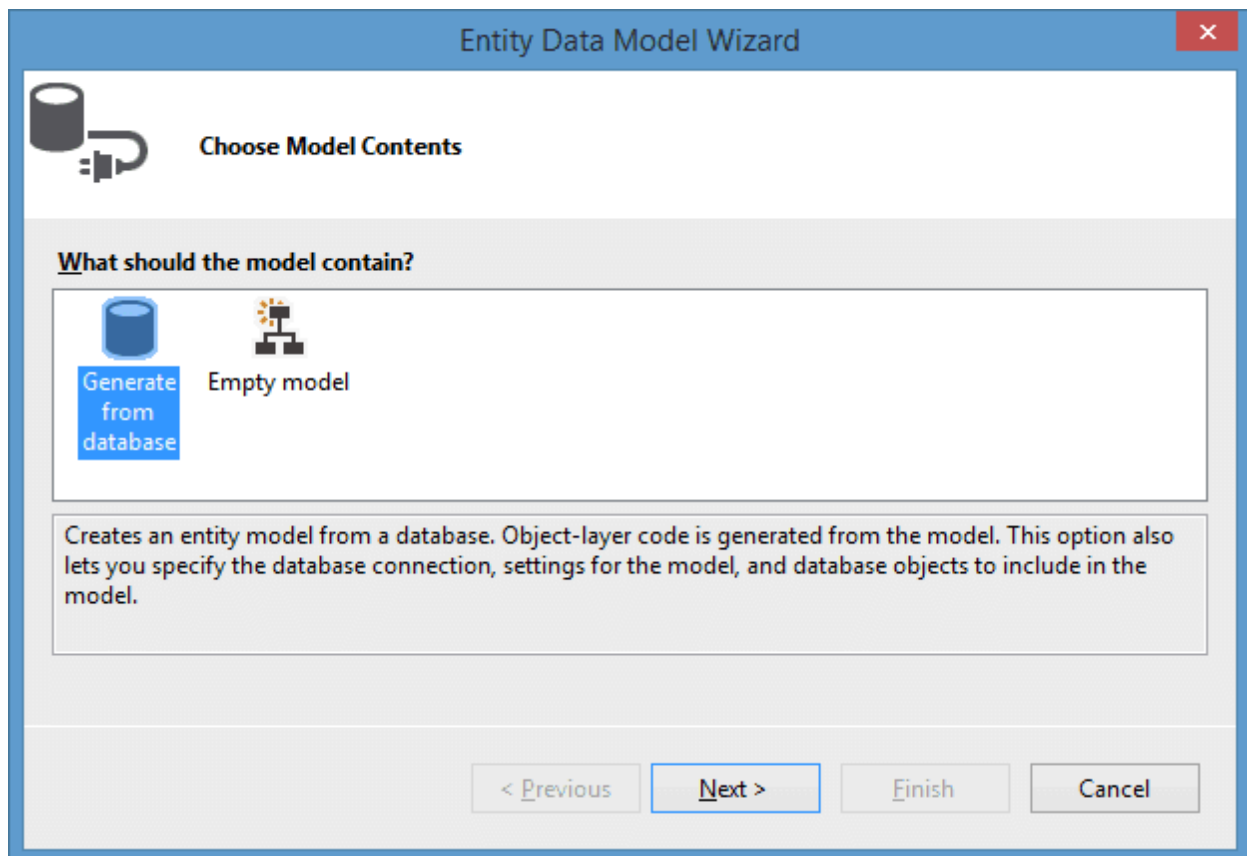 Entity Data Model Wizard
Choose Model Contents
What should the model contain?
Generate
from
database
Empty model
Creates an entity model from a database. Object-layer code is generated from the model. This option also
lets you specify the database connection, settings for the model, and database objects to include in the
model.
< Previous
Next >
Finish
Cancel